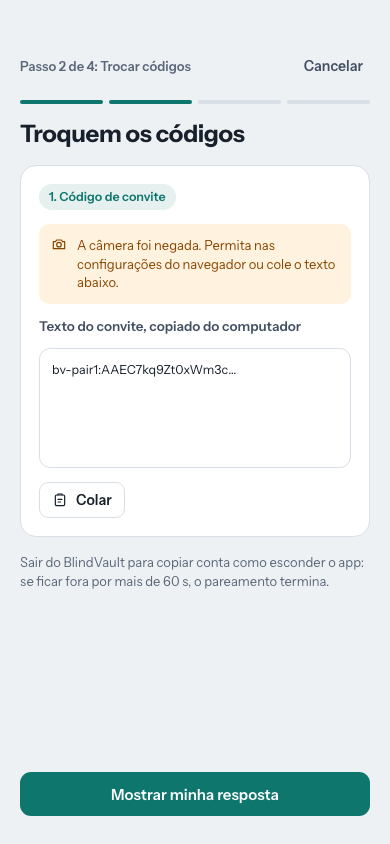 Passo 2 de 4: Trocar códigos
Cancelar
Troquem os códigos
1. Código de convite
A câmera foi negada. Permita nas
configurações do navegador ou cole o texto
abaixo.
Texto do convite, copiado do computador
bv-pair1:AAEC7kq9Zt0xWm3c...
Colar
Sair do BlindVault para copiar conta como esconder o app:
se ficar fora por mais de 60 s, o pareamento termina.
Mostrar minha resposta